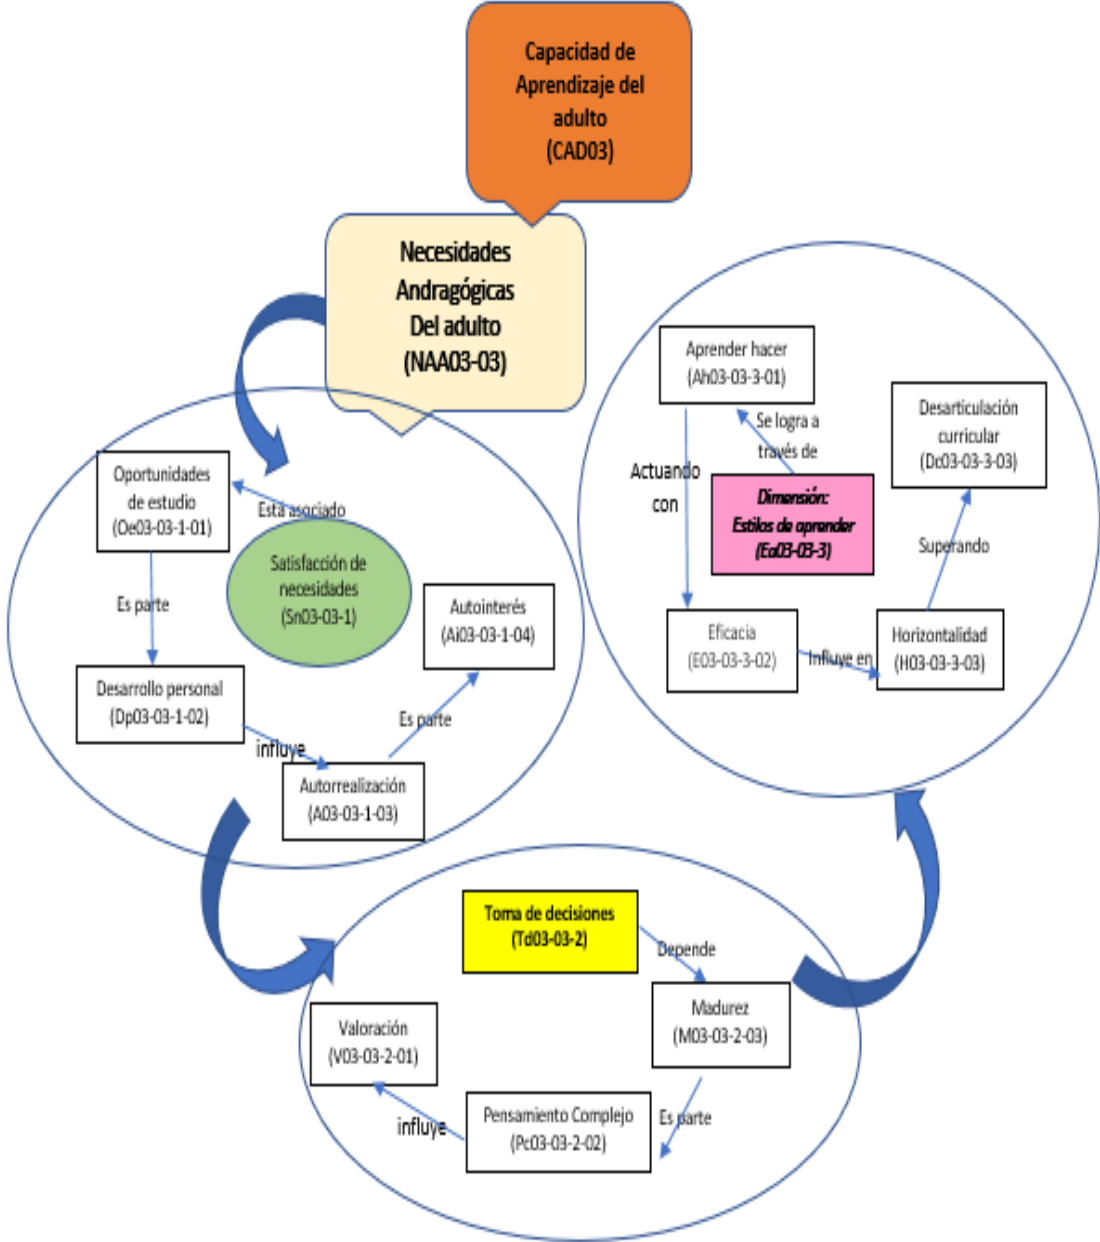 Capacidad de
Aprendizaje del
adulto
(CAD03)
Necesidades
Andragógicas
Del adulto
(NAA03-03)
Oportunidades
de estudio
(Oe03-03-1-01)
Está asociado
Satisfacción de
necesidades
(Sn03-03-1)
Es parte
Autointerés
(Ai03-03-1-04)
Desarrollo personal
(Dp03-03-1-02)
Es parte
influye
Autorrealización
(A03-03-1-03)
Aprender hacer
(Ah03-03-3-01)
Se logra a
través de
Desarticulación
curricular
(Dc03-03-3-03)
Actuando
con
Dimensión:
Estilos de aprender
(Ea03-03-3)
Superando
Eficacia
(E03-03-3-02)
Influye en
Horizontalidad
(H03-03-3-03)
Toma de decisiones
(Td03-03-2)
Depende
Madurez
(M03-03-2-03)
Valoración
(V03-03-2-01)
Es parte
Pensamiento Complejo
(Pc03-03-2-02)
influye